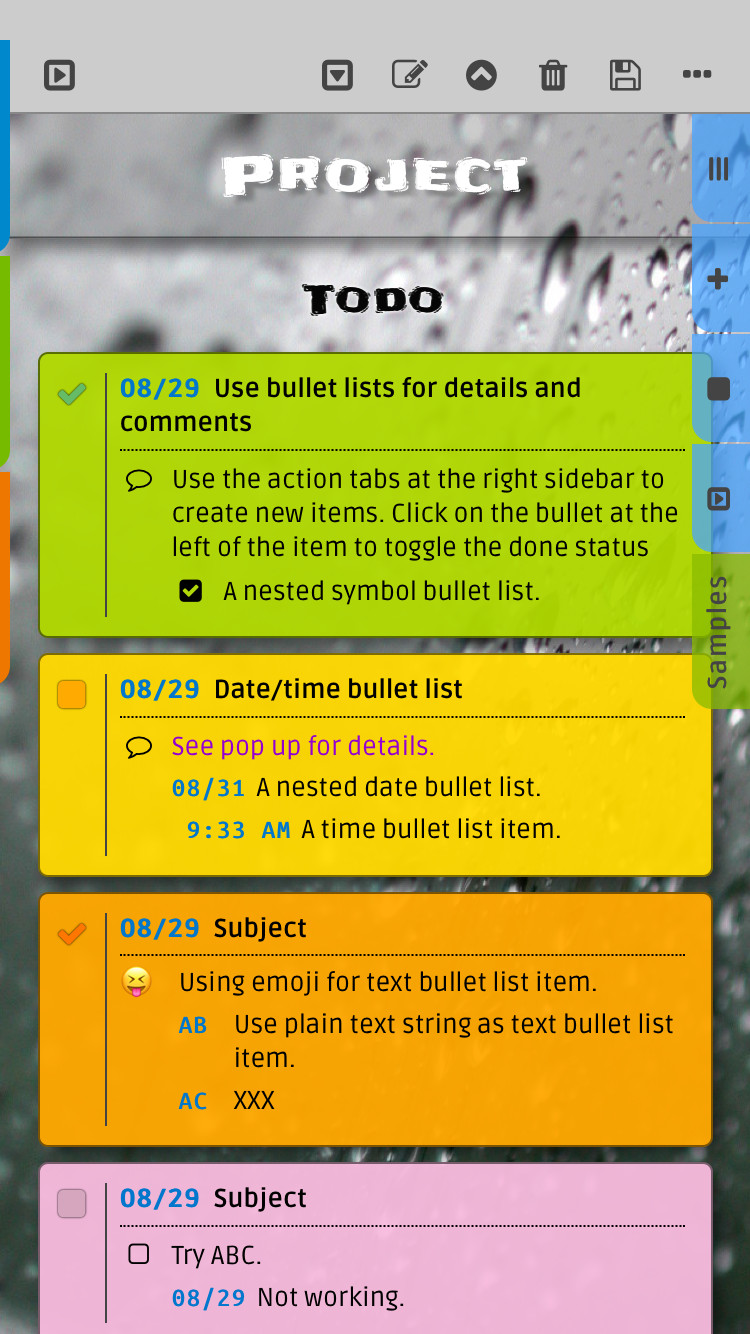 PROJECT
TODO
08/29 Use bullet lists for details and
comments
Use the action tabs at the right sidebar to
create new items. Click on the bullet at the
left of the item to toggle the done status
A nested symbol bullet list.
Samples
08/29 Date/time bullet list
See pop up for details.
08/31 A nested date bullet list.
9:33 AM A time bullet list item.
08/29 Subject
Using emoji for text bullet list item.
AB Use plain text string as text bullet list
item.
AC XXX
08/29 Subject
Try ABC.
08/29 Not working.